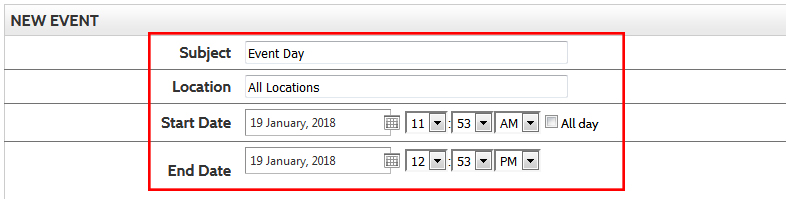 NEW EVENT
Subject Event Day
Location All Locations
Start Date 19 January, 2018 11 : 53 AM All day
End Date 19 January, 2018 12 : 53 PM